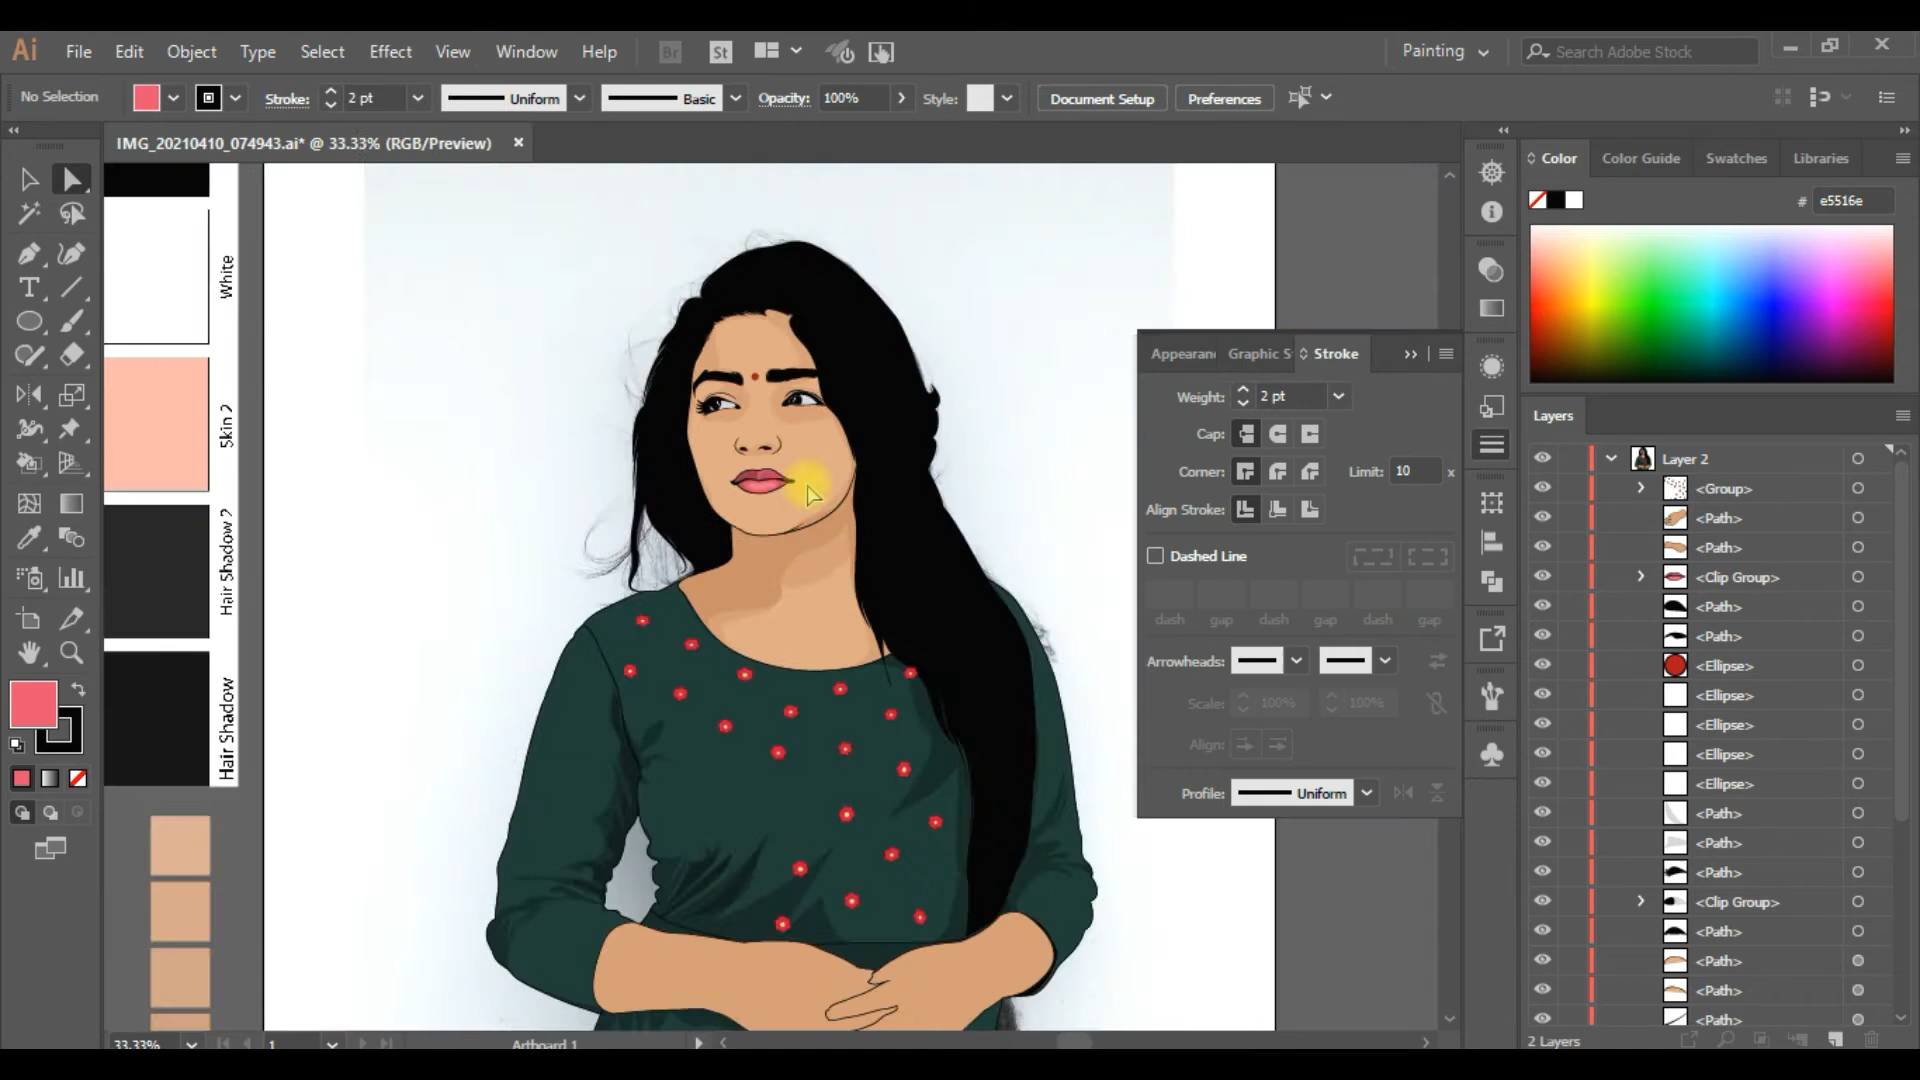 Ai File Edit Object Type Select Effect View Window Help Br St Painting Search Adobe Stock
No Selection Stroke: 2 pt Uniform Basic Opacity: 100% Style: Document Setup Preferences
IMG_20210410_074943.ai* @ 33.33% (RGB/Preview)
Color Color Guide Swatches Libraries
# e5516e
White
Skin 2
Hair Shadow 2
Hair Shadow
Stroke
Graphic S
Weight: 2 pt
Cap:
Corner: Limit: 10 x
Align Stroke:
Dashed Line
dash gap dash gap dash gap
Arrowheads:
Scale: 100% 100%
Align:
Profile: Uniform
Layers
Layer 2
<Group>
<Path>
<Path>
<Clip Group>
<Path>
<Path>
<Ellipse>
<Ellipse>
<Ellipse>
<Ellipse>
<Ellipse>
<Path>
<Path>
<Path>
<Clip Group>
<Path>
<Path>
<Path>
<Path>
2 Layers
33.33% 1 Artboard 1